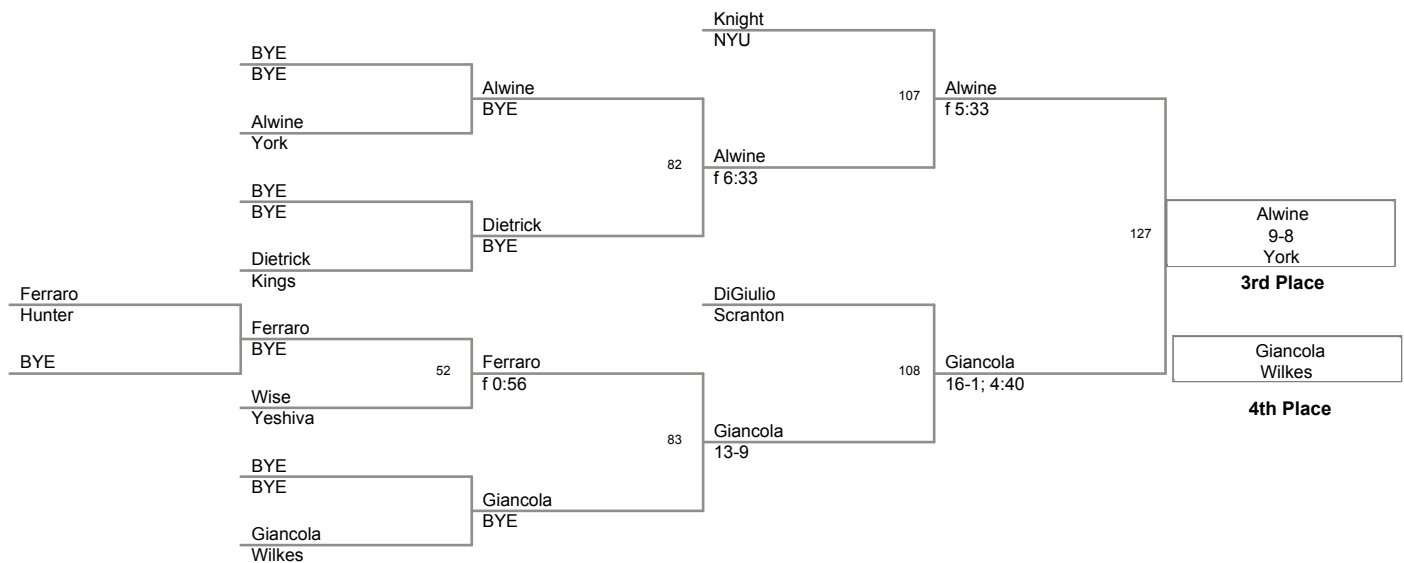 Knight
NYU
BYE
BYE
Alwine
BYE
107
Alwine
f 5:33
Alwine
York
82
Alwine
f 6:33
BYE
BYE
Dietrick
BYE
127
Alwine
9-8
York
3rd Place
Dietrick
Kings
Ferraro
Hunter
DiGiulio
Scranton
Ferraro
BYE
BYE
52
Ferraro
f 0:56
108
Giancola
16-1; 4:40
Giancola
Wilkes
4th Place
Wise
Yeshiva
83
Giancola
13-9
BYE
BYE
Giancola
BYE
Giancola
Wilkes